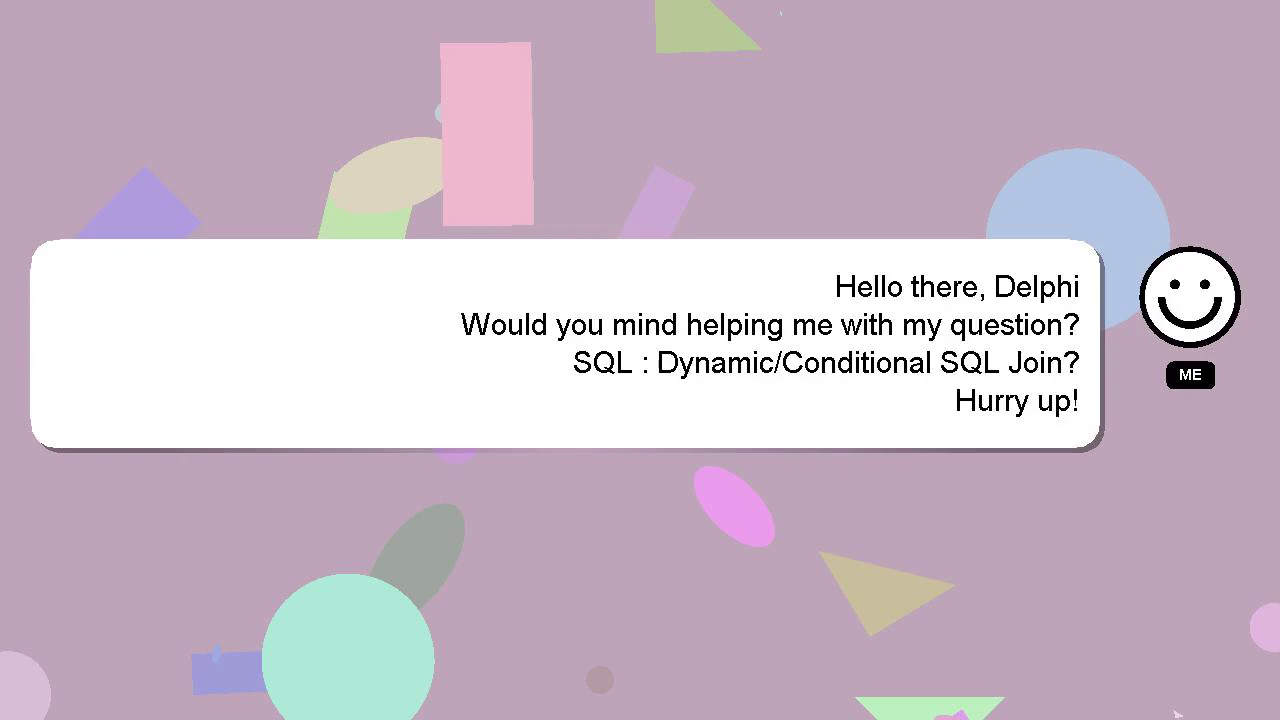 Hello there, Delphi
Would you mind helping me with my question?
SQL : Dynamic/Conditional SQL Join?
Hurry up!
ME